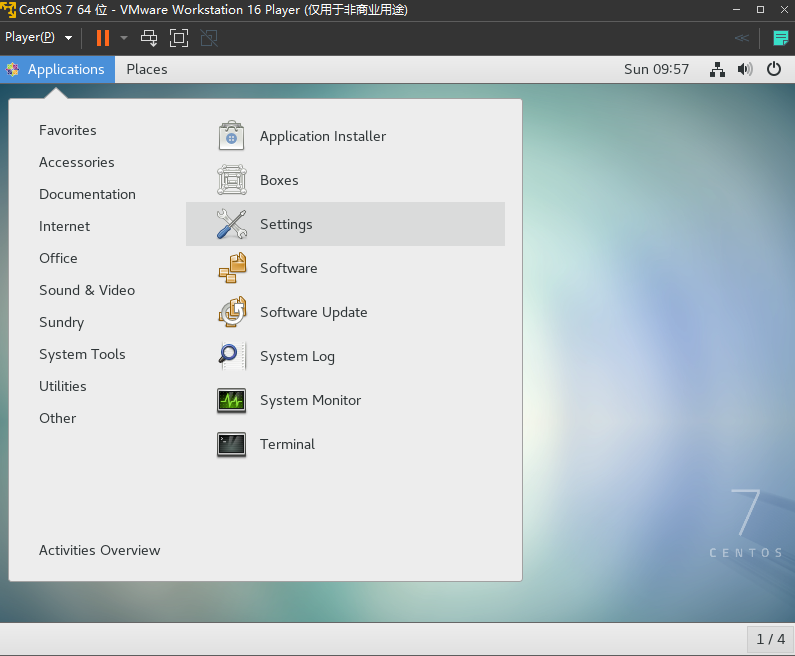 CentOS 7 64 位 - VMware Workstation 16 Player (仅用于非商业用途)
Player(P)
Applications Places Sun 09:57
Favorites
Accessories
Documentation
Internet
Office
Sound & Video
Sundry
System Tools
Utilities
Other
Activities Overview
Application Installer
Boxes
Settings
Software
Software Update
System Log
System Monitor
Terminal
7
CENTOS
1 / 4